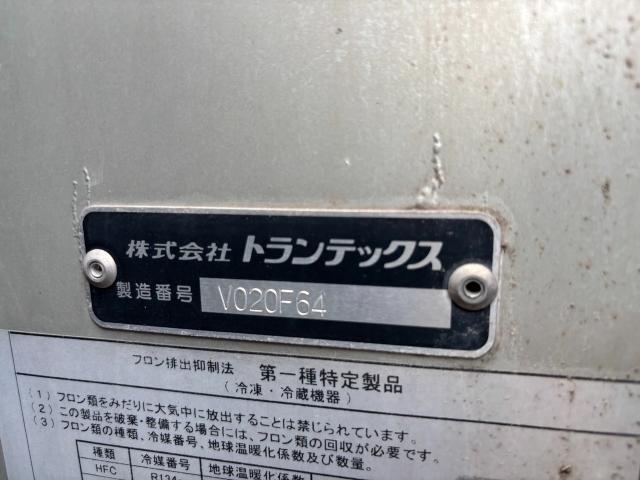 株式会社 トランテックス
製造番号 V020F64
フロン排出抑制法 第一種特定製品
(冷凍・冷蔵機器)
(1)フロン類をみだりに大気中に放出することは禁じられています。
(2)この製品を破棄・整備する場合には、フロン類の回収が必要です。
(3)フロン類の種類、冷媒番号、地球温暖化係数及び数量。
種類 冷媒番号 地球温暖化係数 数量
HFC R134